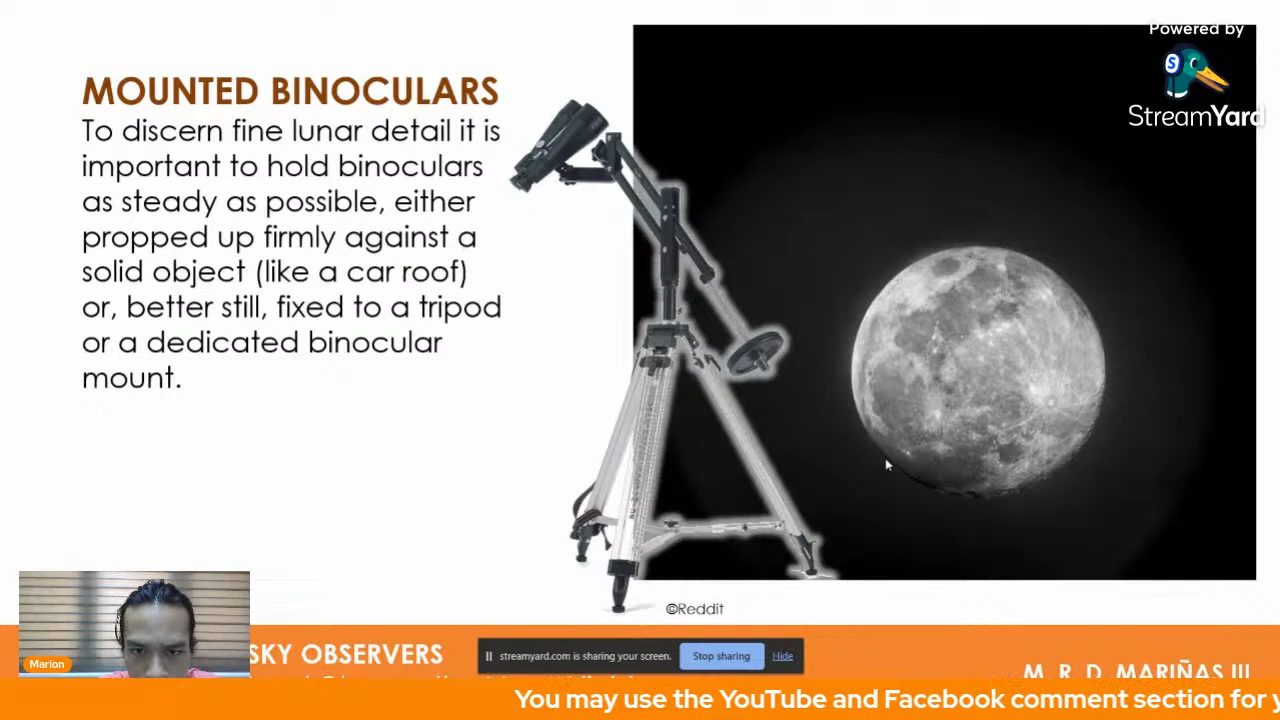 Powered by
StreamYard
MOUNTED BINOCULARS
To discern fine lunar detail it is
important to hold binoculars
as steady as possible, either
propped up firmly against a
solid object (like a car roof)
or, better still, fixed to a tripod
or a dedicated binocular
mount.
©Reddit
Marion
SKY OBSERVERS
streamyard.com is sharing your screen.
Stop sharing
Hide
M. R. D. MARIÑAS III
You may use the YouTube and Facebook comment section for